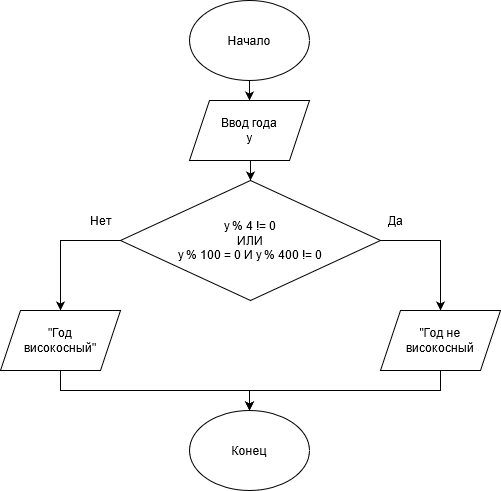 Начало
Ввод года
y
Нет
Да
y % 4 != 0
ИЛИ
y % 100 = 0 И y % 400 != 0
"Год
високосный"
"Год не
високосный
Конец